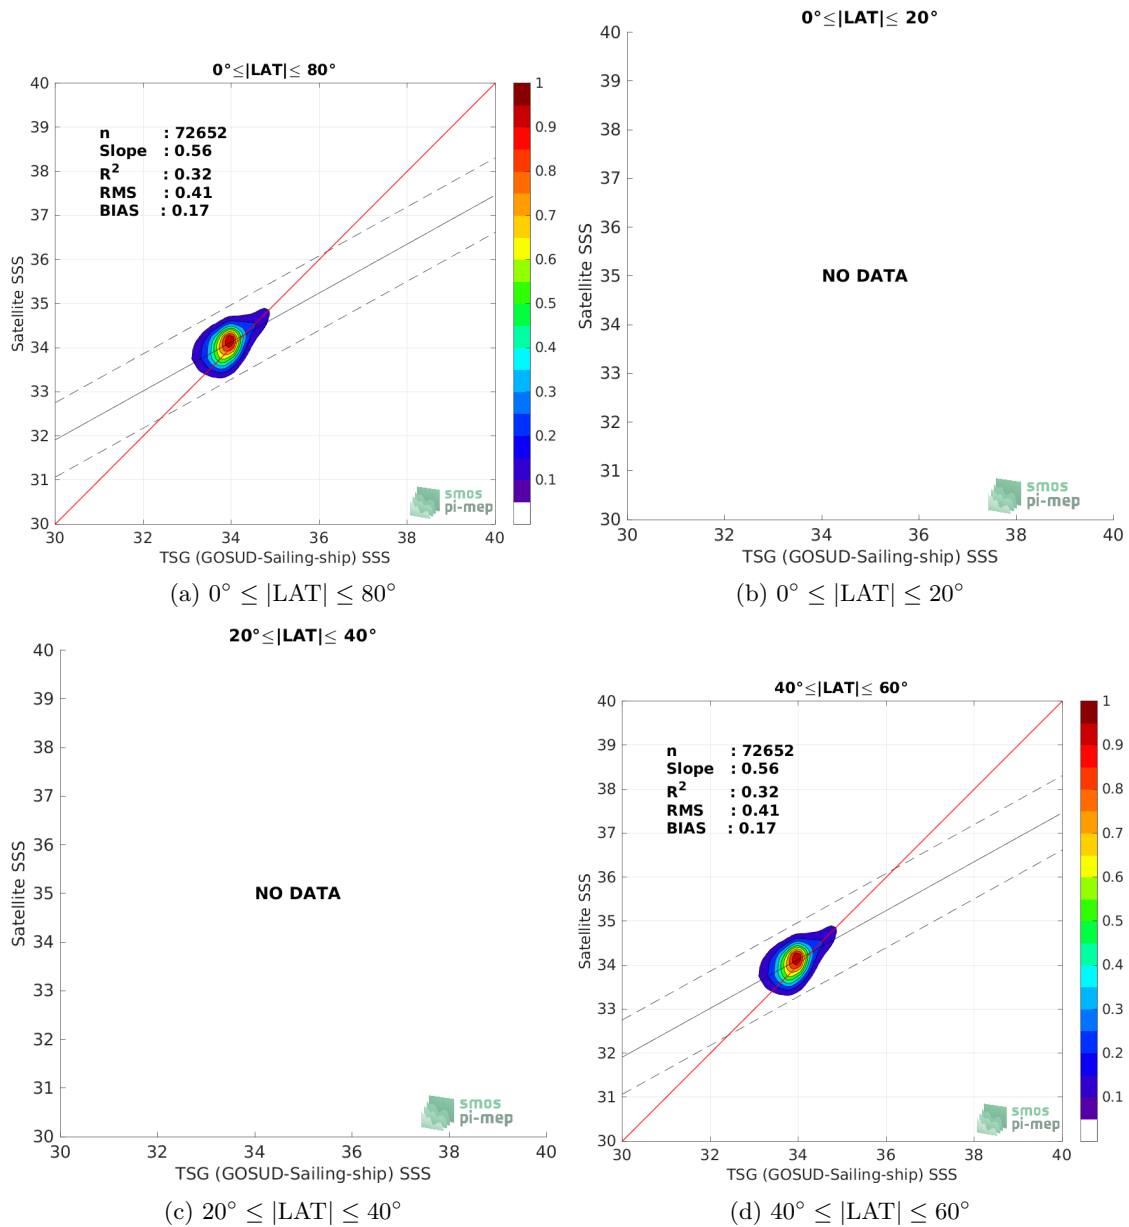 0°≤|LAT|≤ 80°
n : 72652
Slope : 0.56
R² : 0.32
RMS : 0.41
BIAS : 0.17
40
39
38
37
36
35
34
33
32
31
30
Satellite SSS
30 32 34 36 38 40
TSG (GOSUD-Sailing-ship) SSS
1
0.9
0.8
0.7
0.6
0.5
0.4
0.3
0.2
0.1
smos
pi-mep
(a) 0° ≤ |LAT| ≤ 80°
0°≤|LAT|≤ 20°
40
39
38
37
36
35
34
33
32
31
30
Satellite SSS
NO DATA
30 32 34 36 38 40
TSG (GOSUD-Sailing-ship) SSS
smos
pi-mep
(b) 0° ≤ |LAT| ≤ 20°
20°≤|LAT|≤ 40°
40
39
38
37
36
35
34
33
32
31
30
Satellite SSS
NO DATA
30 32 34 36 38 40
TSG (GOSUD-Sailing-ship) SSS
smos
pi-mep
(c) 20° ≤ |LAT| ≤ 40°
40°≤|LAT|≤ 60°
n : 72652
Slope : 0.56
R² : 0.32
RMS : 0.41
BIAS : 0.17
40
39
38
37
36
35
34
33
32
31
30
Satellite SSS
30 32 34 36 38 40
TSG (GOSUD-Sailing-ship) SSS
1
0.9
0.8
0.7
0.6
0.5
0.4
0.3
0.2
0.1
smos
pi-mep
(d) 40° ≤ |LAT| ≤ 60°